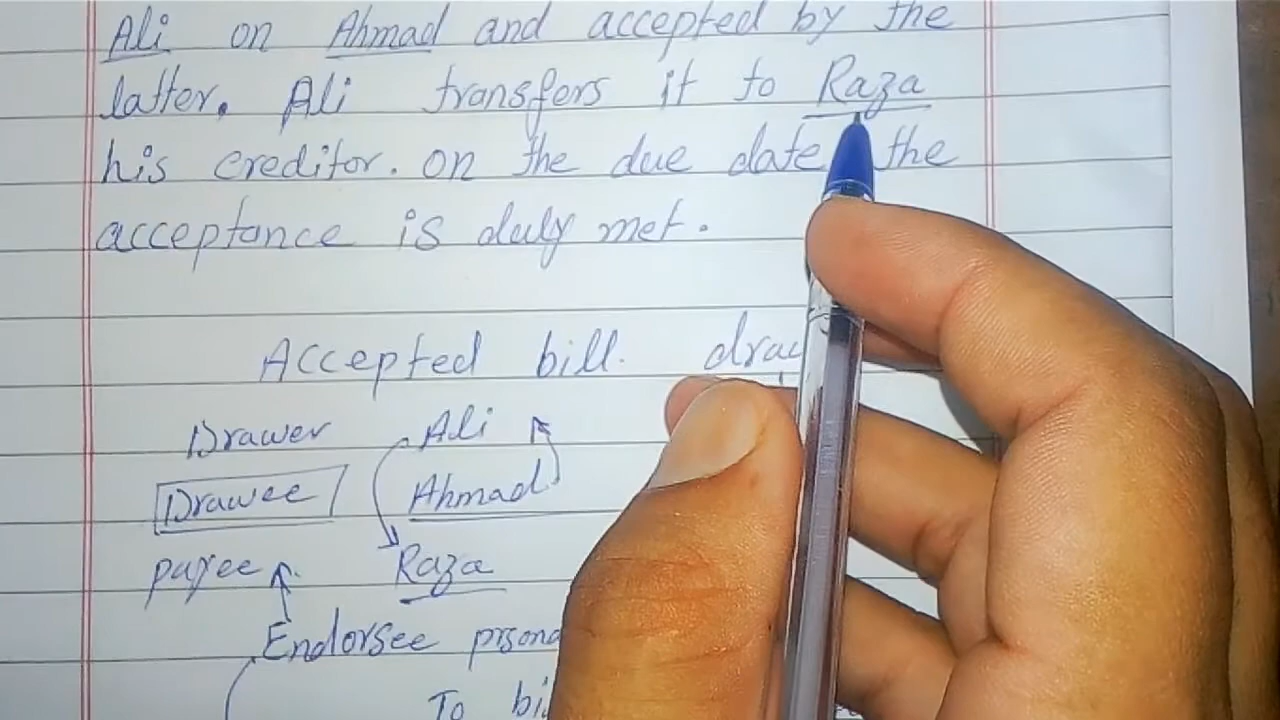 Ali on Ahmad and accepted by the
latter. Ali transfers it to Raza
his creditor. on the due date the
acceptance is duly met.
Accepted bill.
Drawer Ali
Drawee Ahmad
payee Raza
Endorsee
To